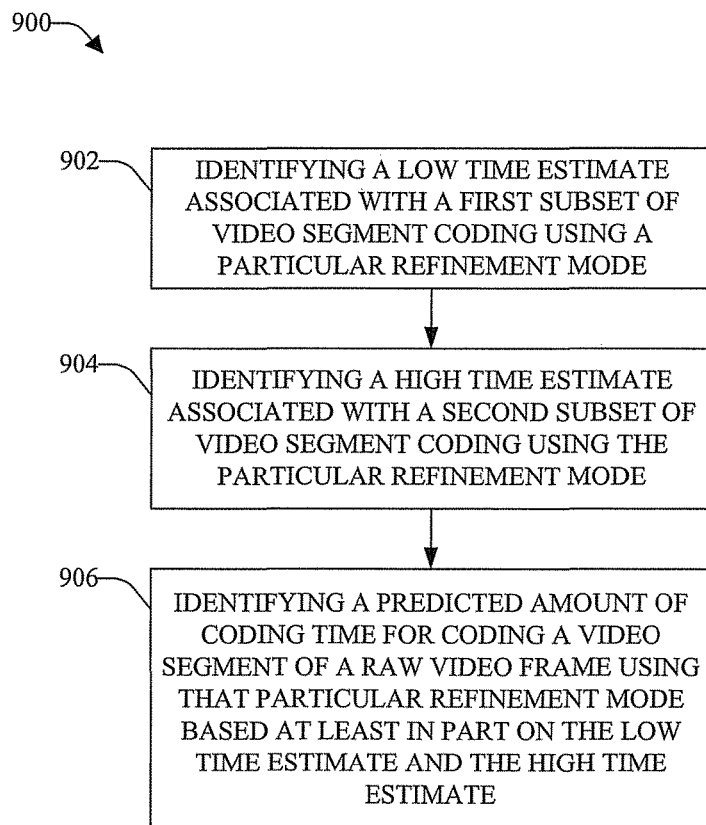 900
902
IDENTIFYING A LOW TIME ESTIMATE
ASSOCIATED WITH A FIRST SUBSET OF
VIDEO SEGMENT CODING USING A
PARTICULAR REFINEMENT MODE
904
IDENTIFYING A HIGH TIME ESTIMATE
ASSOCIATED WITH A SECOND SUBSET OF
VIDEO SEGMENT CODING USING THE
PARTICULAR REFINEMENT MODE
906
IDENTIFYING A PREDICTED AMOUNT OF
CODING TIME FOR CODING A VIDEO
SEGMENT OF A RAW VIDEO FRAME USING
THAT PARTICULAR REFINEMENT MODE
BASED AT LEAST IN PART ON THE LOW
TIME ESTIMATE AND THE HIGH TIME
ESTIMATE